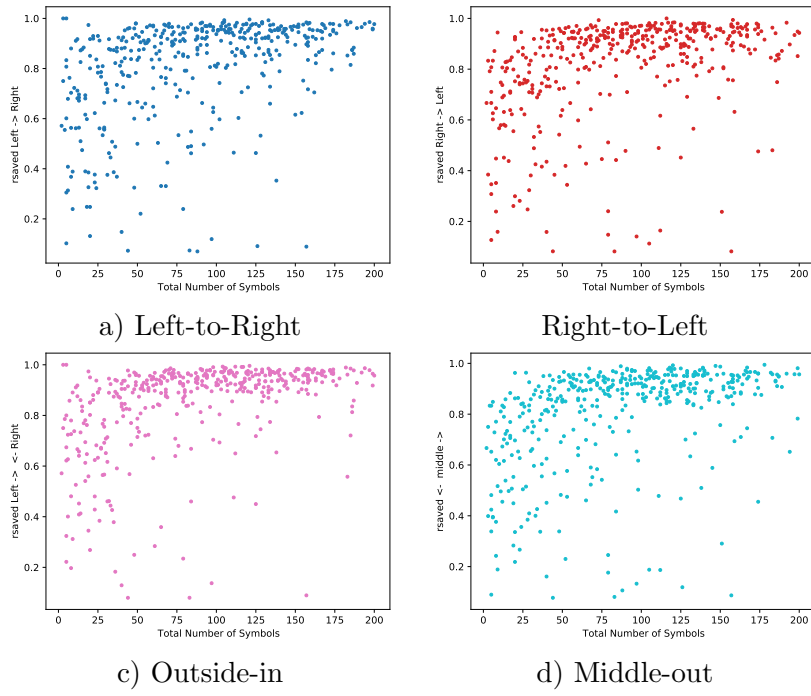 1.0
0.8
0.6
0.4
0.2
rsaved Left -> Right
0 25 50 75 100 125 150 175 200
Total Number of Symbols
a) Left-to-Right
1.0
0.8
0.6
0.4
0.2
rsaved Right -> Left
0 25 50 75 100 125 150 175 200
Total Number of Symbols
Right-to-Left
1.0
0.8
0.6
0.4
0.2
rsaved Left -> <- Right
0 25 50 75 100 125 150 175 200
Total Number of Symbols
c) Outside-in
1.0
0.8
0.6
0.4
0.2
rsaved <- middle ->
0 25 50 75 100 125 150 175 200
Total Number of Symbols
d) Middle-out